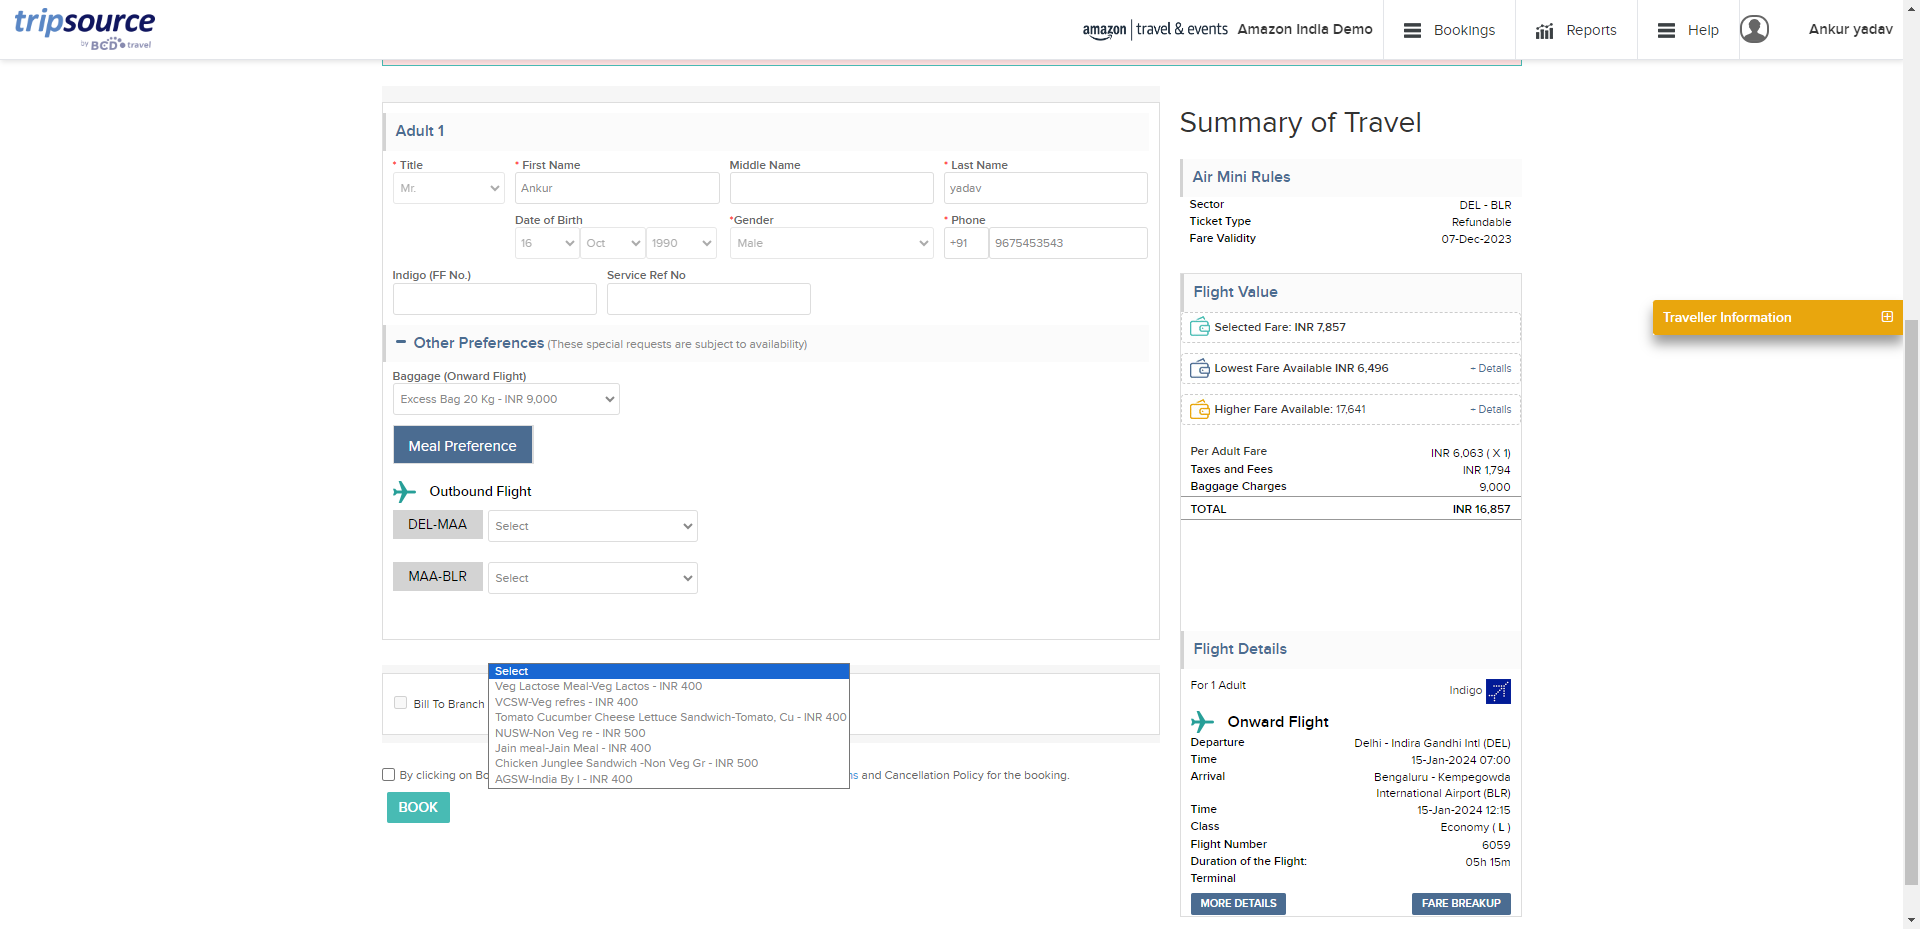 tripsource
by BCD travel
amazon travel & events Amazon India Demo
Bookings
Reports
Help
Ankur yadav
Adult 1
* Title
* First Name
Middle Name
* Last Name
Mr.
Ankur
yadav
Date of Birth
*Gender
* Phone
16
Oct
1990
Male
+91
9675453543
Indigo (FF No.)
Service Ref No
Other Preferences (These special requests are subject to availability)
Baggage (Onward Flight)
Excess Bag 20 Kg - INR 9,000
Meal Preference
Outbound Flight
DEL-MAA
Select
MAA-BLR
Select
Select
Veg Lactose Meal-Veg Lactos - INR 400
VCSW-Veg refres - INR 400
Tomato Cucumber Cheese Lettuce Sandwich-Tomato, Cu - INR 400
NUSW-Non Veg re - INR 500
Jain meal-Jain Meal - INR 400
Chicken Junglee Sandwich -Non Veg Gr - INR 500
AGSW-India By I - INR 400
Bill To Branch
By clicking on Bo
ns and Cancellation Policy for the booking.
BOOK
Summary of Travel
Air Mini Rules
Sector DEL - BLR
Ticket Type Refundable
Fare Validity 07-Dec-2023
Flight Value
Selected Fare: INR 7,857
Lowest Fare Available INR 6,496 + Details
Higher Fare Available: 17,641 + Details
Per Adult Fare INR 6,063 ( X 1)
Taxes and Fees INR 1,794
Baggage Charges 9,000
TOTAL INR 16,857
Flight Details
For 1 Adult Indigo
Onward Flight
Departure Delhi - Indira Gandhi Intl (DEL)
Time 15-Jan-2024 07:00
Arrival Bengaluru - Kempegowda
International Airport (BLR)
Time 15-Jan-2024 12:15
Class Economy ( L )
Flight Number 6059
Duration of the Flight: 05h 15m
Terminal
MORE DETAILS
FARE BREAKUP
Traveller Information